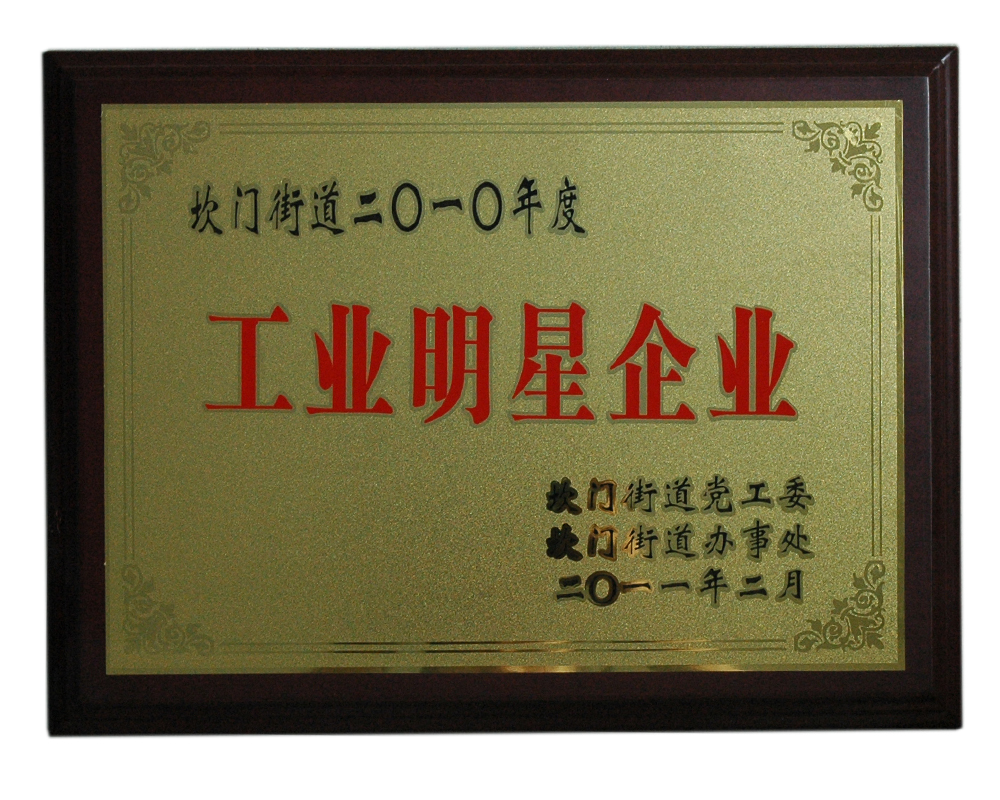 坎门街道二〇一〇年度
工业明星企业
坎门街道党工委
坎门街道办事处
二〇一一年二月